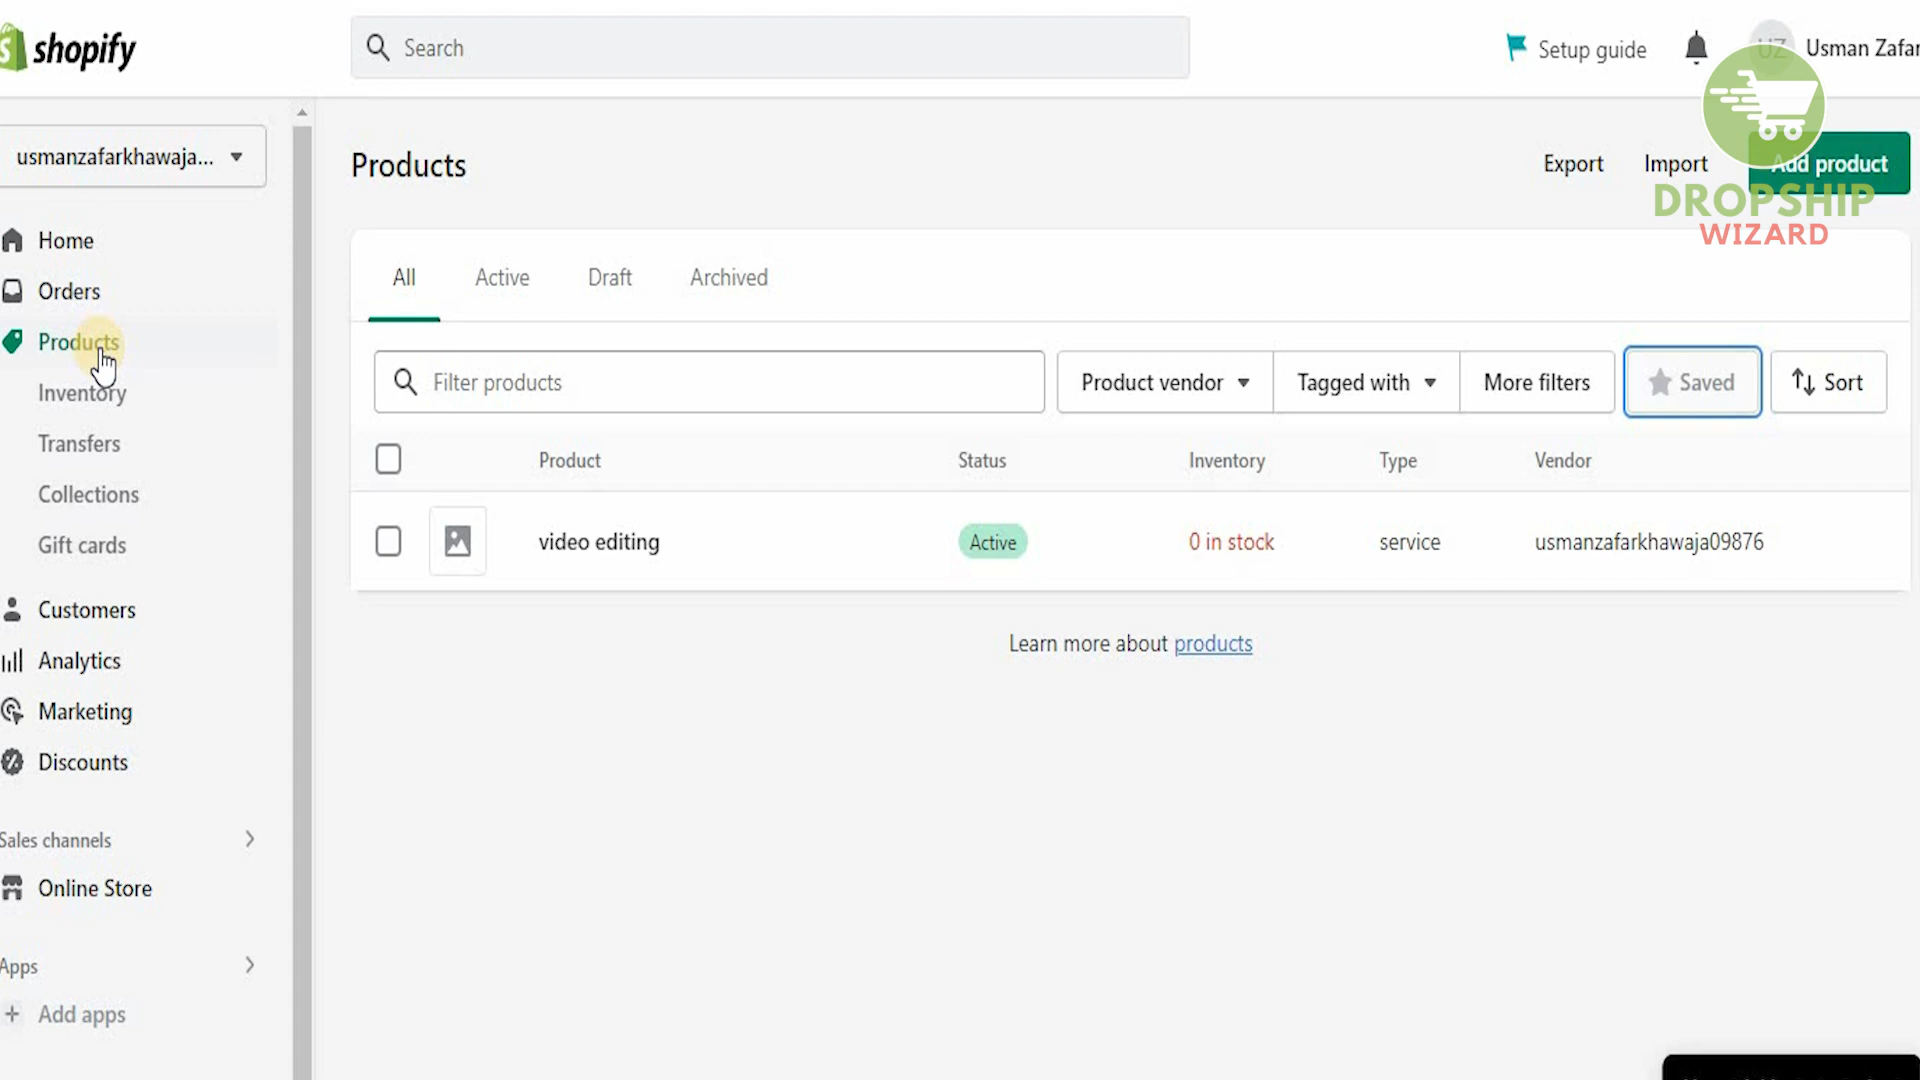 shopify
Search
Setup guide
UZ
Usman Zafar
usmanzafarkhawaja...
Products
Export
Import
Add product
DROPSHIP
WIZARD
Home
Orders
Products
Inventory
Transfers
Collections
Gift cards
Customers
Analytics
Marketing
Discounts
Sales channels
Online Store
Apps
Add apps
All
Active
Draft
Archived
Filter products
Product vendor
Tagged with
More filters
Saved
Sort
Product
Status
Inventory
Type
Vendor
video editing
Active
0 in stock
service
usmanzafarkhawaja09876
Learn more about products